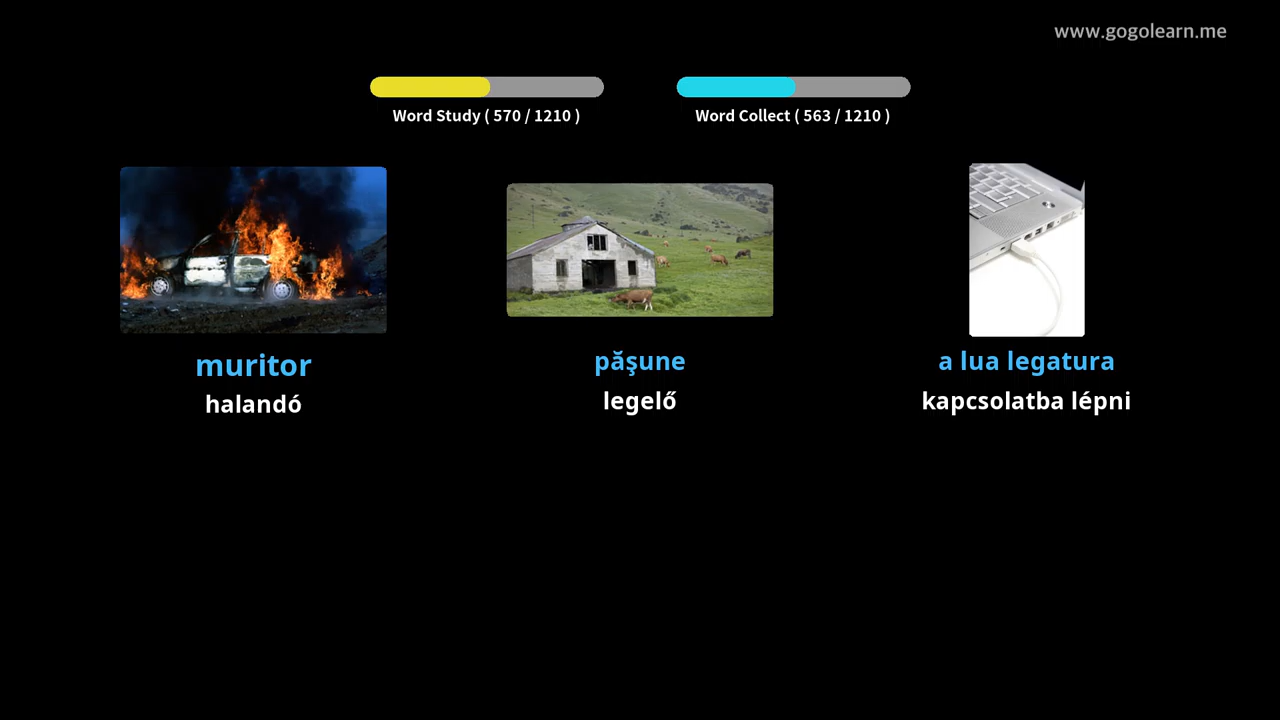 www.gogolearn.me
Word Study ( 570 / 1210 )
Word Collect ( 563 / 1210 )
muritor
halandó
păşune
legelő
a lua legatura
kapcsolatba lépni